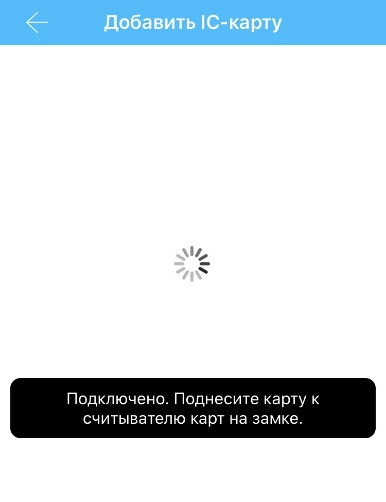 Добавить IC-карту
Подключено. Поднесите карту к
считывателю карт на замке.